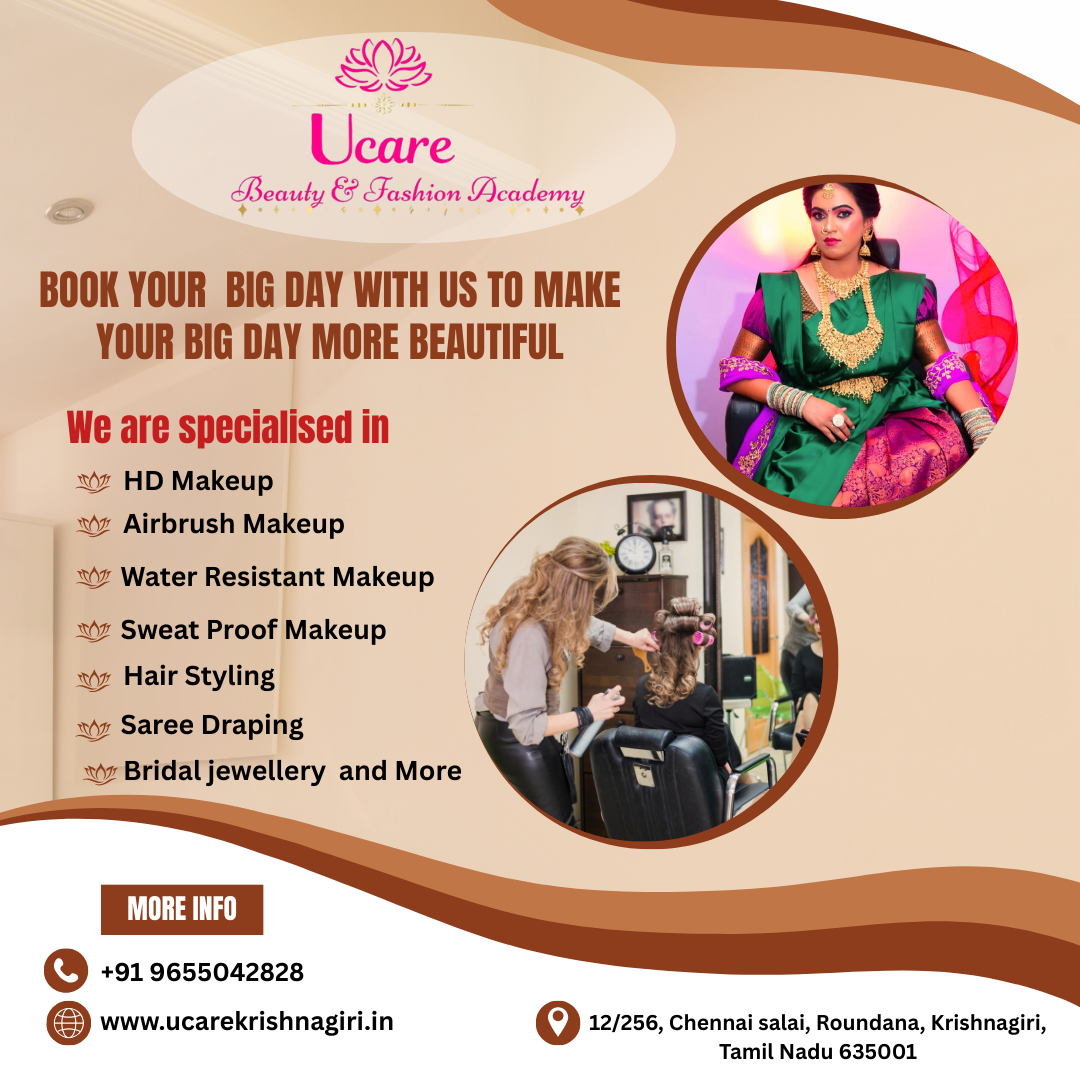 Ucare
Beauty & Fashion Academy
BOOK YOUR BIG DAY WITH US TO MAKE
YOUR BIG DAY MORE BEAUTIFUL
We are specialised in
HD Makeup
Airbrush Makeup
Water Resistant Makeup
Sweat Proof Makeup
Hair Styling
Saree Draping
Bridal jewellery and More
MORE INFO
+91 9655042828
www.ucarekrishnagiri.in
12/256, Chennai salai, Roundana, Krishnagiri,
Tamil Nadu 635001